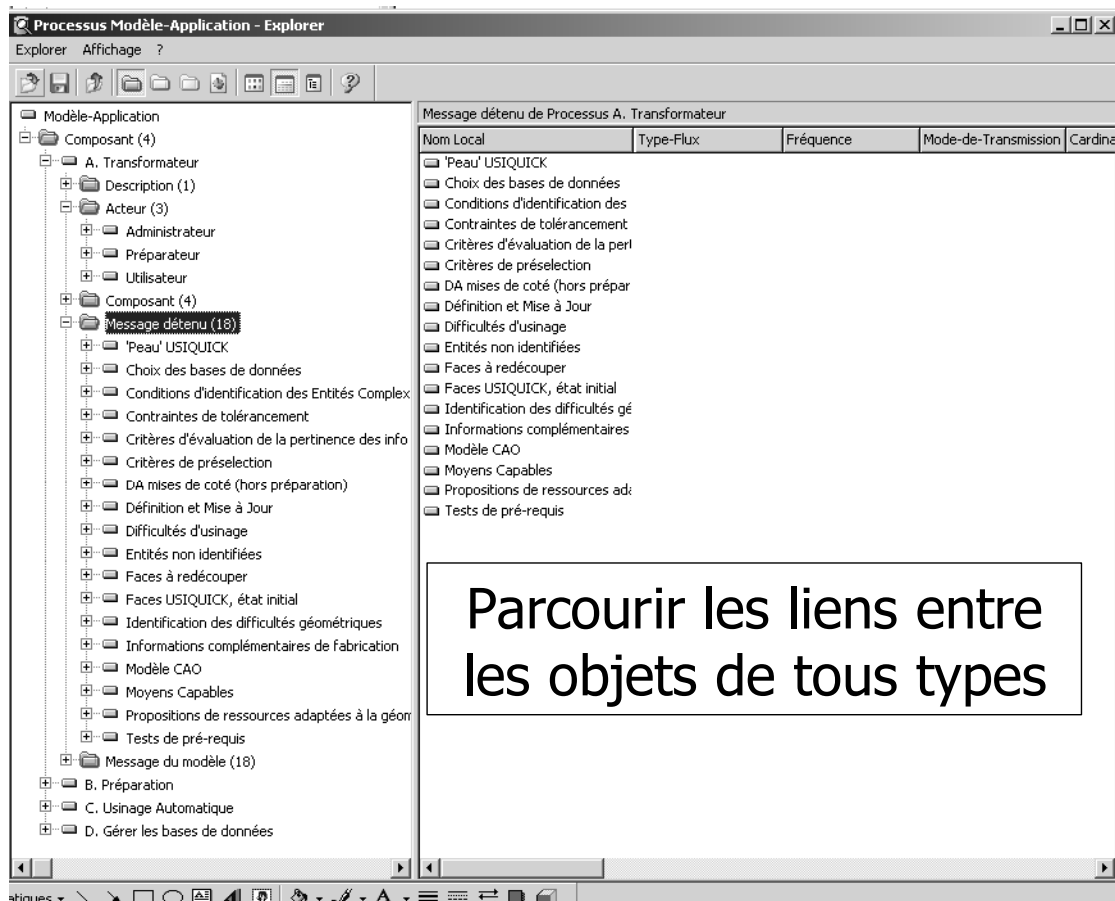 Processus Modèle-Application - Explorer
Explorer Affichage ?
Modèle-Application
Composant (4)
A. Transformateur
Description (1)
Acteur (3)
Administrateur
Préparateur
Utilisateur
Composant (4)
Message détenu (18)
'Peau' USIQUICK
Choix des bases de données
Conditions d'identification des Entités Complex
Contraintes de tolérancement
Critères d'évaluation de la pertinence des info
Critères de préselection
DA mises de coté (hors préparation)
Définition et Mise à Jour
Difficultés d'usinage
Entités non identifiées
Faces à redécouper
Faces USIQUICK, état initial
Identification des difficultés géométriques
Informations complémentaires de fabrication
Modèle CAO
Moyens Capables
Propositions de ressources adaptées à la géom
Tests de pré-requis
Message du modèle (18)
B. Préparation
C. Usinage Automatique
D. Gérer les bases de données
Message détenu de Processus A. Transformateur
Nom Local Type-Flux Fréquence Mode-de-Transmission Cardina
'Peau' USIQUICK
Choix des bases de données
Conditions d'identification des
Contraintes de tolérancement
Critères d'évaluation de la perl
Critères de préselection
DA mises de coté (hors prépar
Définition et Mise à Jour
Difficultés d'usinage
Entités non identifiées
Faces à redécouper
Faces USIQUICK, état initial
Identification des difficultés gé
Informations complémentaires
Modèle CAO
Moyens Capables
Propositions de ressources ada
Tests de pré-requis
Parcourir les liens entre
les objets de tous types
atiques